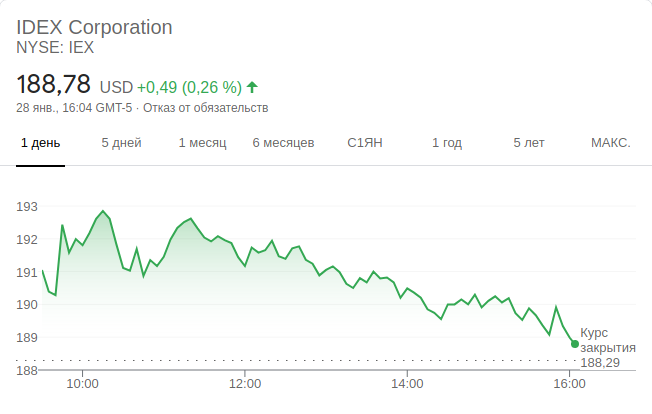 IDEX Corporation
NYSE: IEX
188,78 USD +0,49 (0,26 %)
28 янв., 16:04 GMT-5 · Отказ от обязательств
1 день 5 дней 1 месяц 6 месяцев С1ЯН 1 год 5 лет МАКС.
193
192
191
190
189
188
Курс
закрытия
188,29
10:00 12:00 14:00 16:00